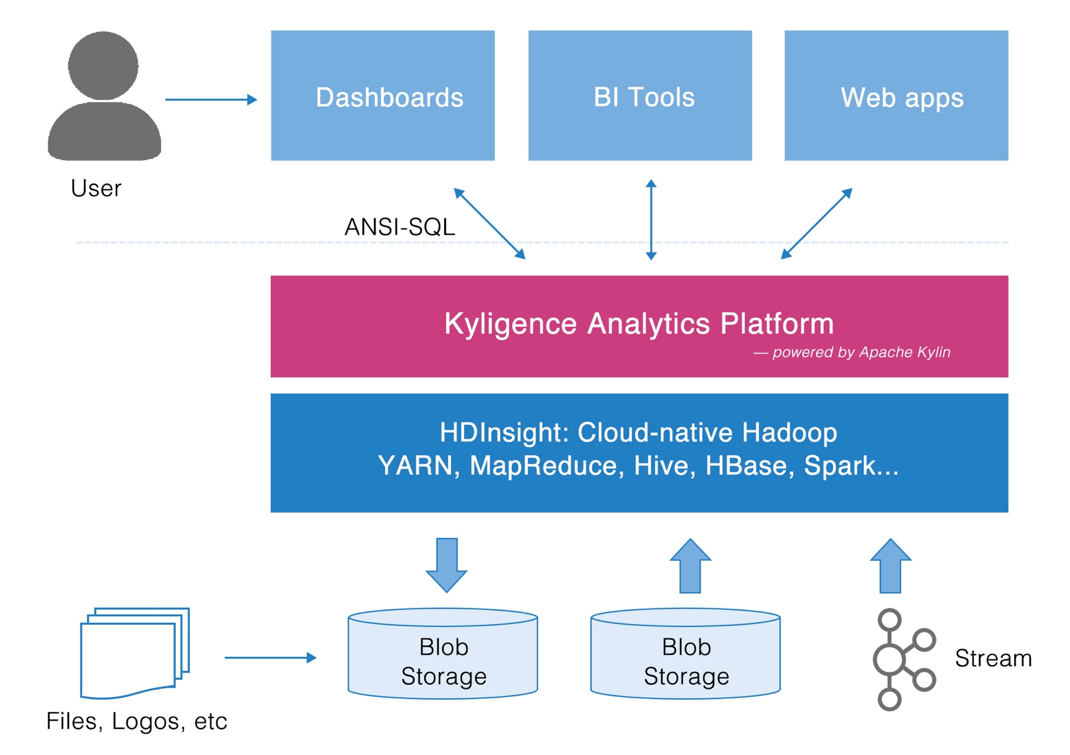 Dashboards
BI Tools
Web apps
User
ANSI-SQL
Kyligence Analytics Platform
— powered by Apache Kylin
HDInsight: Cloud-native Hadoop
YARN, MapReduce, Hive, HBase, Spark...
Blob
Storage
Blob
Storage
Stream
Files, Logos, etc